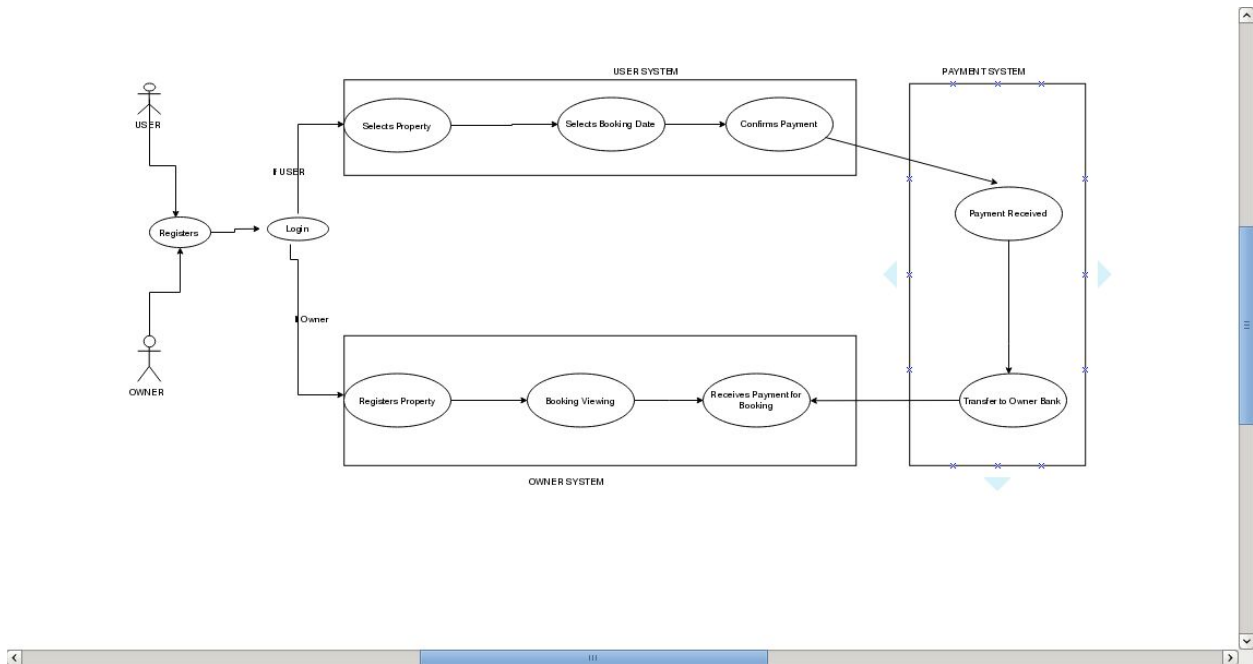 USER SYSTEM
PAYMENT SYSTEM
USER
Selects Property
Selects Booking Date
Confirms Payment
If USER
Registers
Login
Payment Received
Owner
OWNER
Registers Property
Booking Viewing
Receives Payment for
Booking
Transfer to Owner Bank
OWNER SYSTEM